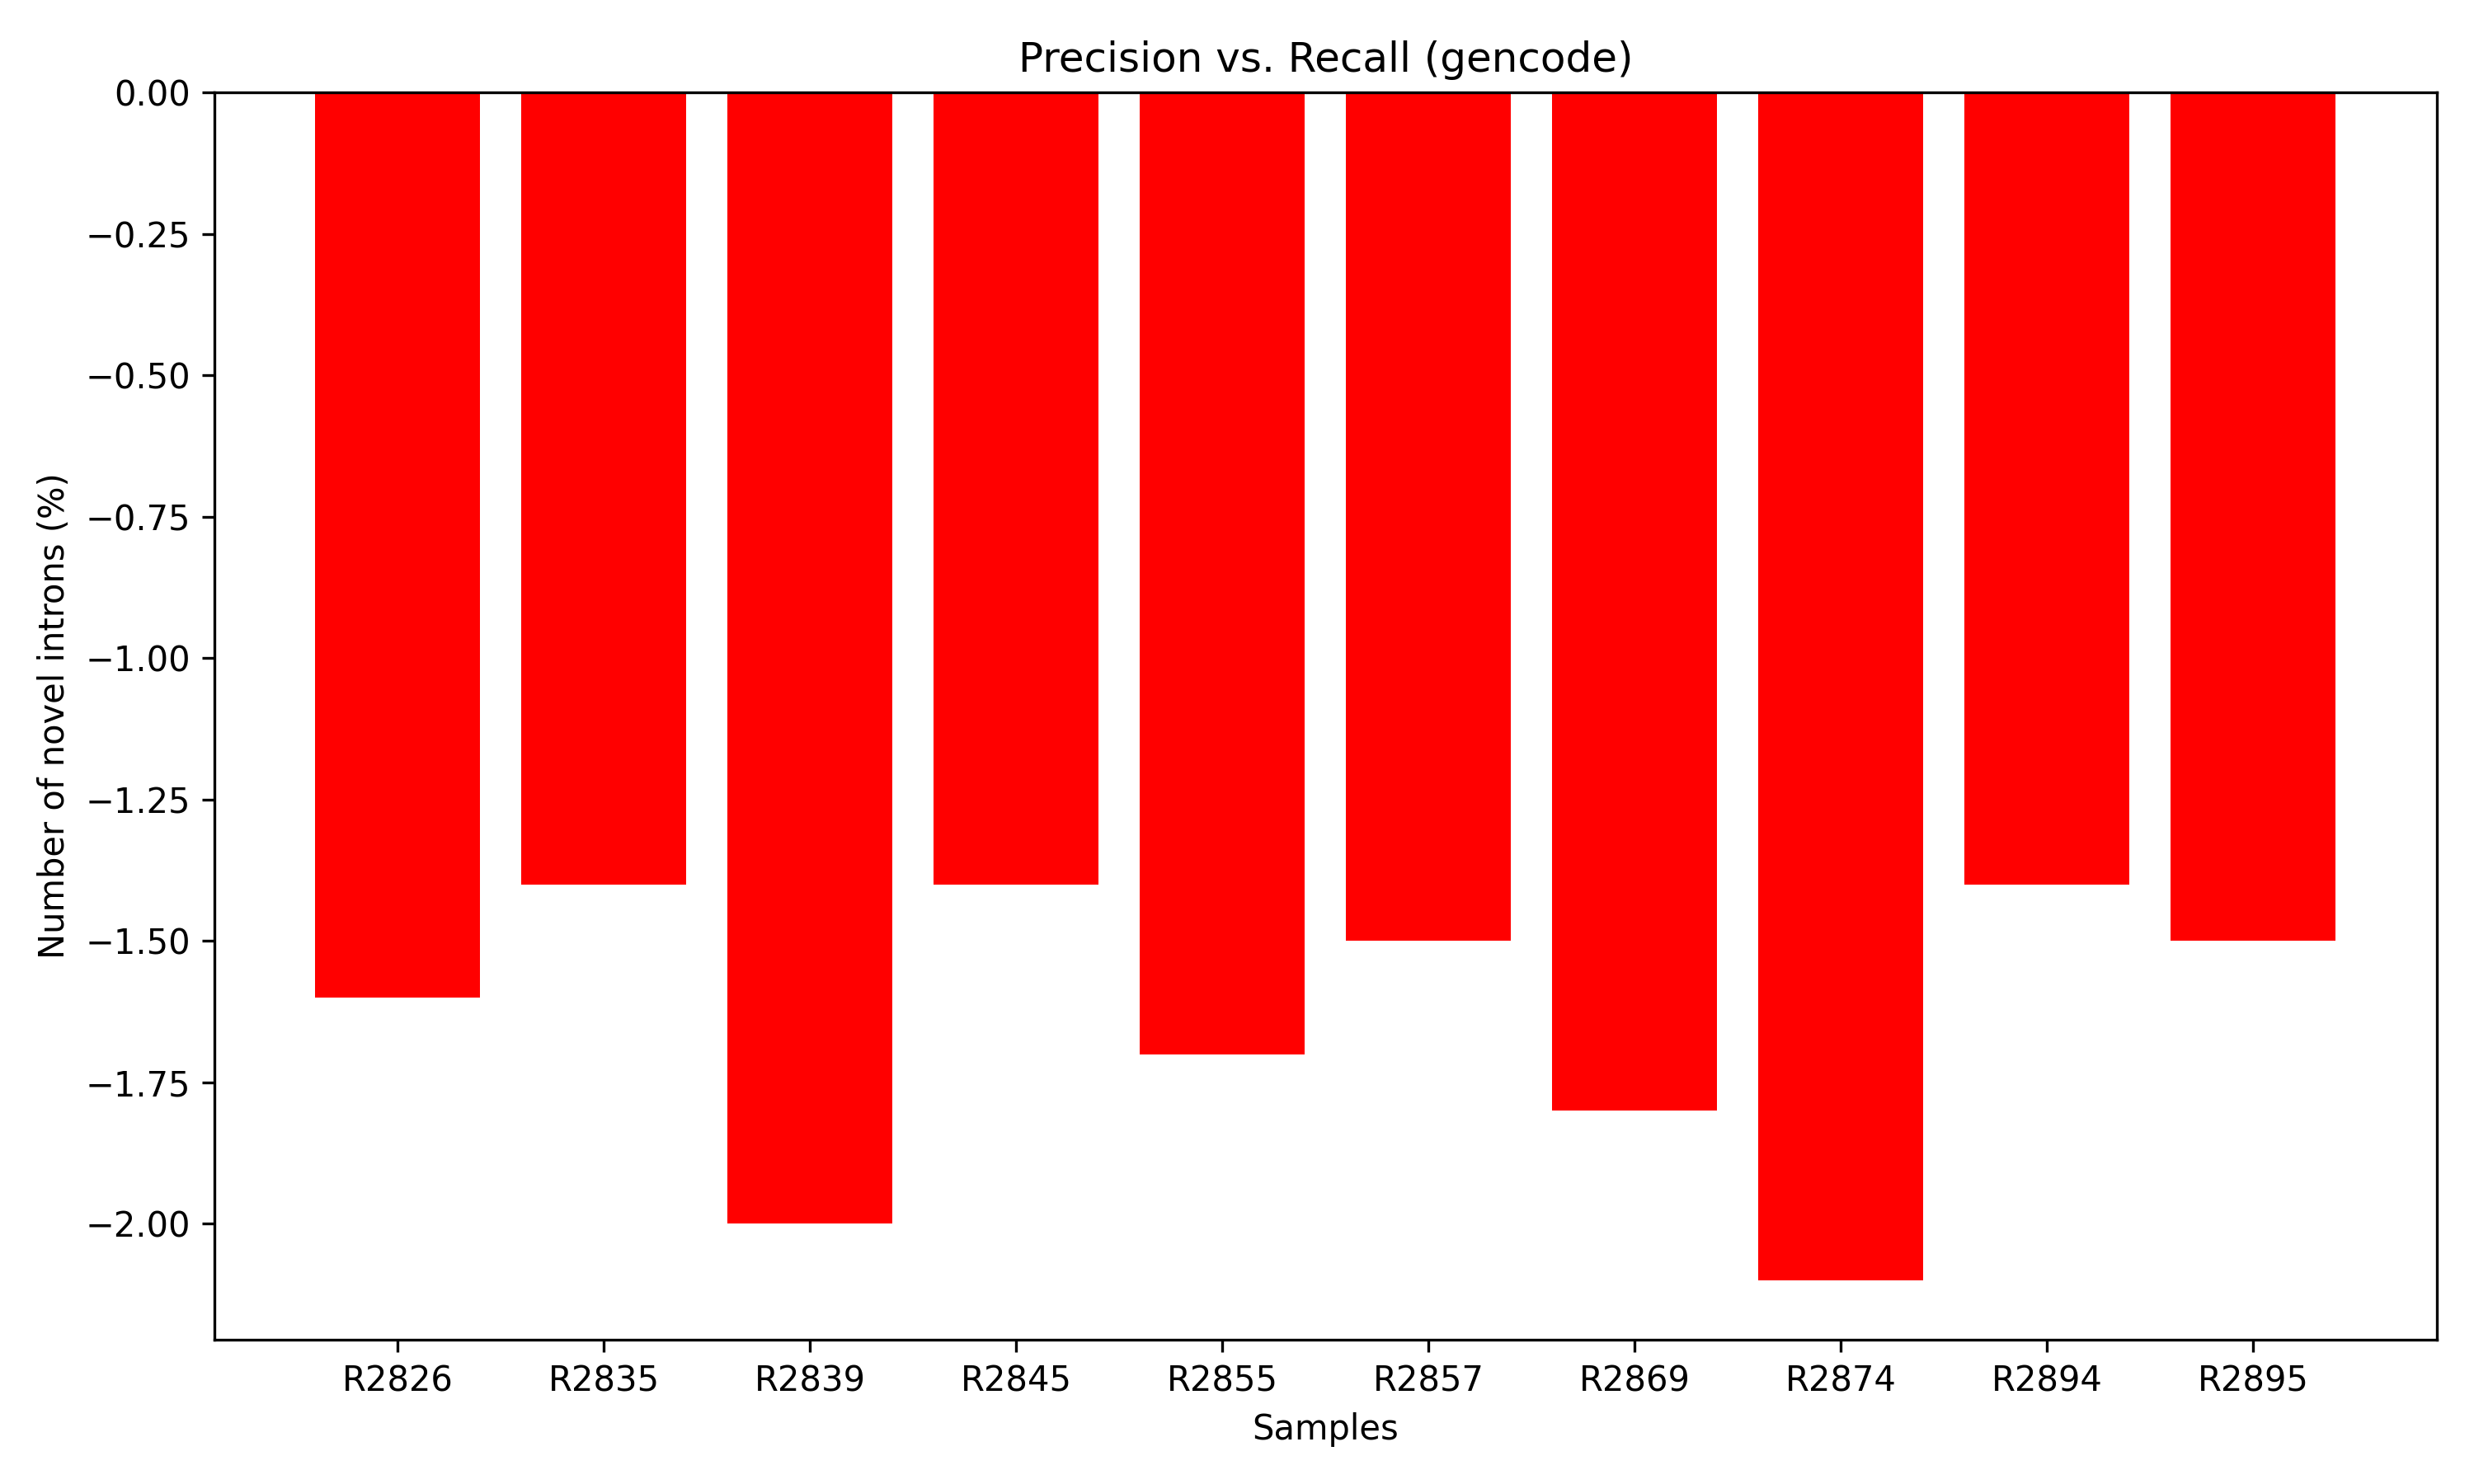 Precision vs. Recall (gencode)
0.00
−0.25
−0.50
−0.75
−1.00
−1.25
−1.50
−1.75
−2.00
Number of novel introns (%)
R2826 R2835 R2839 R2845 R2855 R2857 R2869 R2874 R2894 R2895
Samples